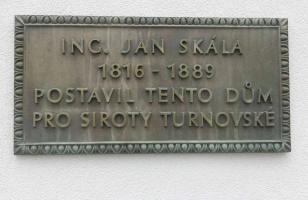 ING. JAN SKÁLA
1816 - 1889
POSTAVIL TENTO DŮM
PRO SIROTY TURNOVSKÉ